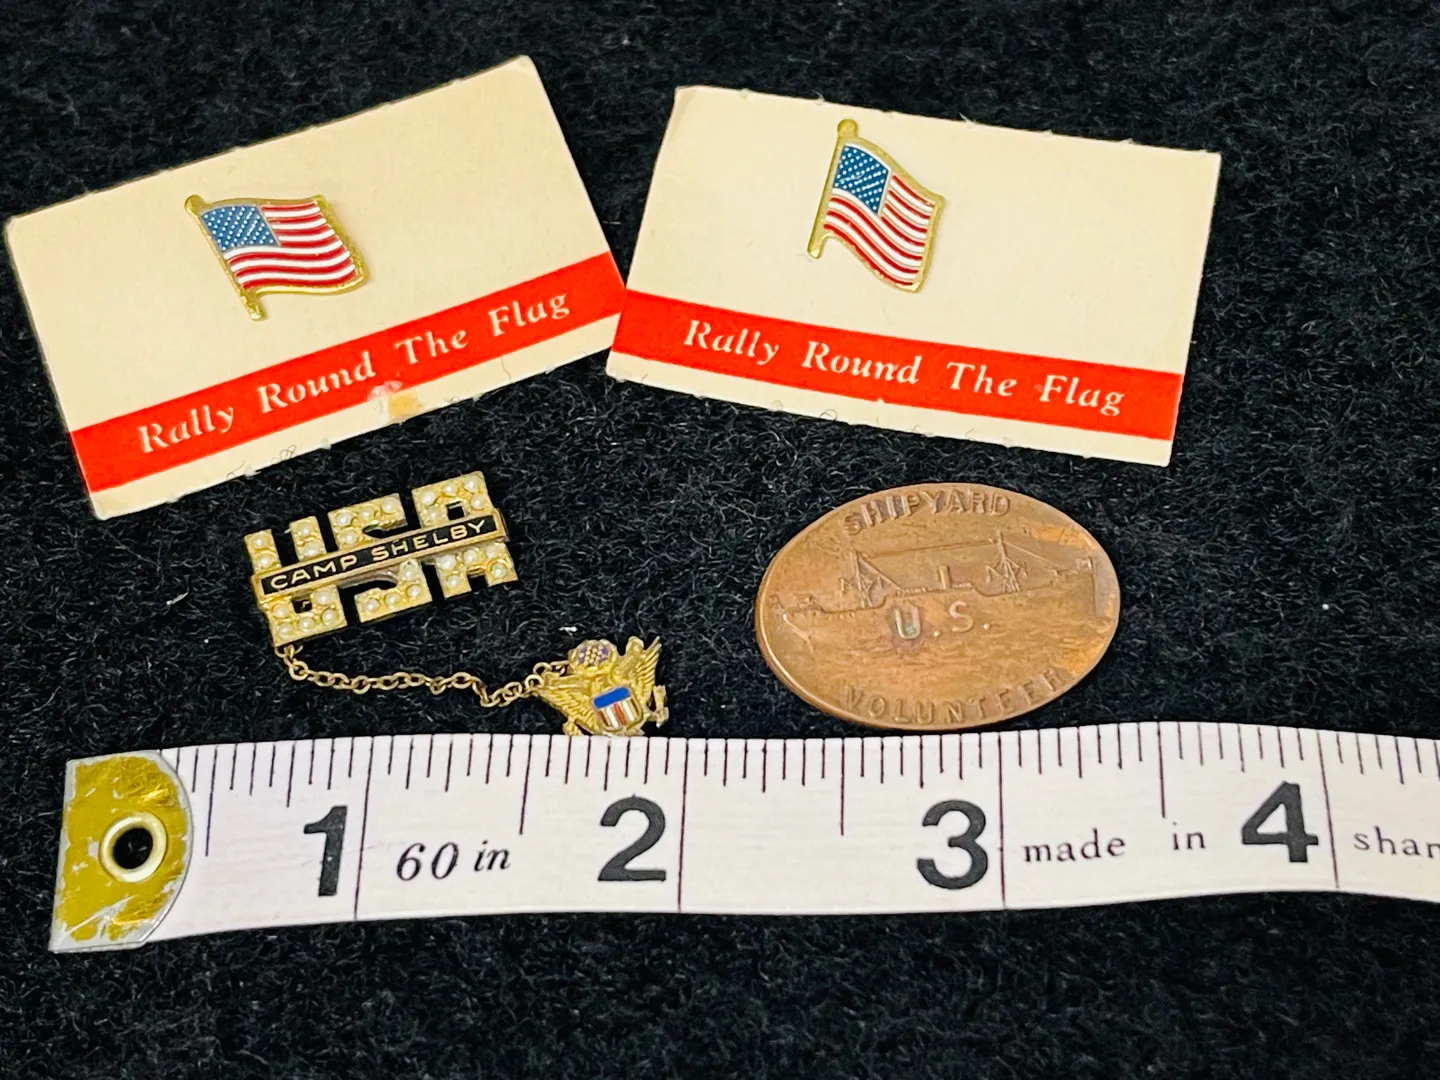 Rally Round The Flag
Rally Round The Flag
USA
CAMP SHELBY
SHIPYARD
U.S.
VOLUNTEER
1 60 in 2 3 made in 4 shar